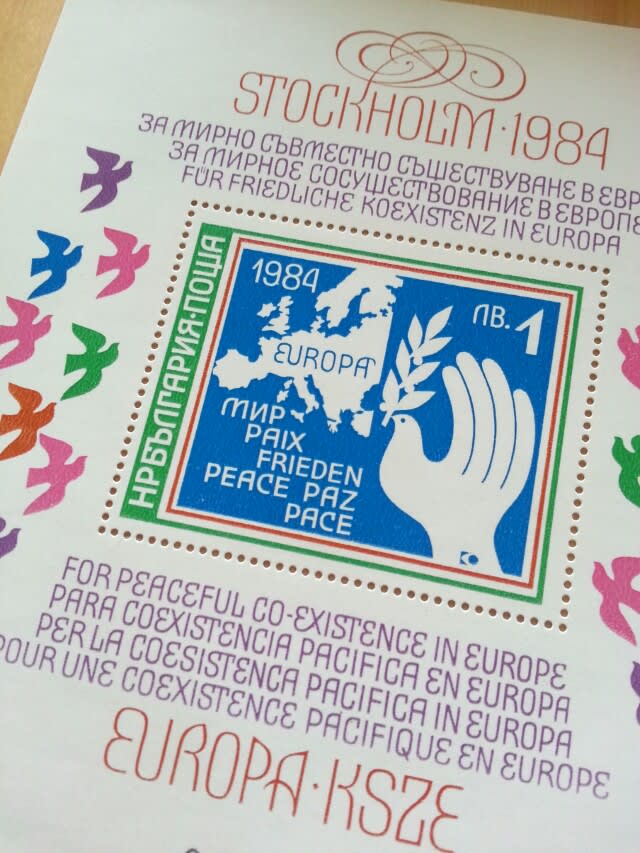 STOCKHOLM · 1984
ЗА МИРНО СЪВМЕСТНО СЪЩЕСТВУВАНЕ В
ЗА МИРНОЕ СОСУЩЕСТВОВАНИЕ В ЕВРОПЕ
FÜR FRIEDLICHE KOEXISTENZ IN EUROPA
НРБЪЛГАРИЯ·ПОЩА
1984
ЛВ. 1
EUROPA
МИР
PAIX
FRIEDEN
PEACE PAZ
PACE
FOR PEACEFUL CO-EXISTENCE IN EUROPE
PARA COEXISTENCIA PACIFICA EN EUROPA
PER LA COESISTENCA PACIFICA IN EUROPA
POUR UNE COEXISTENCE PACIFIQUE EN EUROPE
EUROPA · KSZE